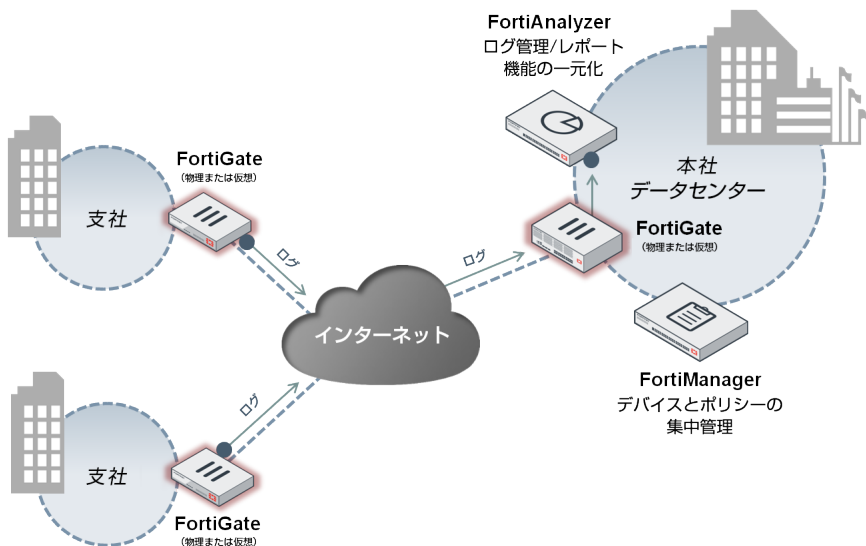 FortiAnalyzer
ログ管理/レポート
機能の一元化
本社
データセンター
FortiGate
(物理または仮想)
支社
FortiGate
(物理または仮想)
ログ
ログ
インターネット
FortiManager
デバイスとポリシーの
集中管理
ログ
支社
FortiGate
(物理または仮想)